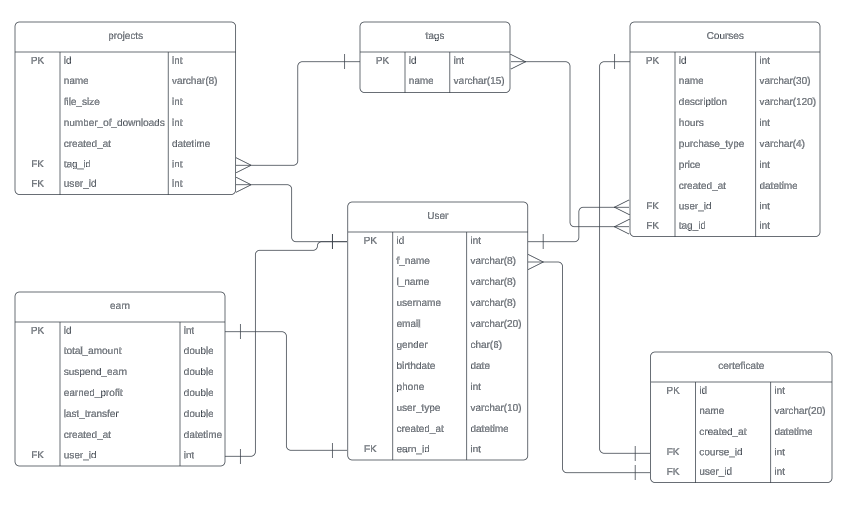 projects
PK id int
name varchar(8)
file_size int
number_of_downloads int
created_at datetime
FK tag_id int
FK user_id int
tags
PK id int
name varchar(15)
Courses
PK id int
name varchar(30)
description varchar(120)
hours int
purchase_type varchar(4)
price int
created_at datetime
FK user_id int
FK tag_id int
User
PK id int
f_name varchar(8)
l_name varchar(8)
username varchar(8)
email varchar(20)
gender char(6)
birthdate date
phone int
user_type varchar(10)
created_at datetime
FK earn_id int
earn
PK id int
total_amount double
suspend_earn double
earned_profit double
last_transfer double
created_at datetime
FK user_id int
certeficate
PK id int
name varchar(20)
created_at datetime
FK course_id int
FK user_id int